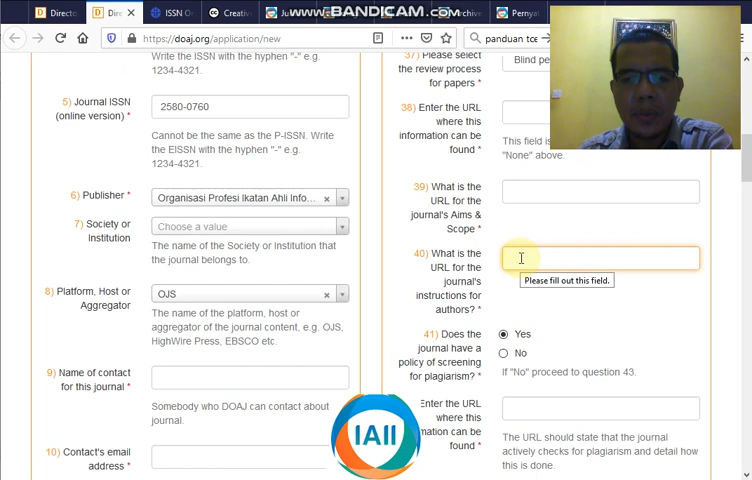 Directo
Dire
ISSN O
Creative
Ju
www.BANDICAM.com
Archive
Pernyat
https://doaj.org/application/new
panduan tce
Write the ISSN with the hyphen "-" e.g.
1234-4321.
5) Journal ISSN
(online version) *
2580-0760
Cannot be the same as the P-ISSN. Write
the EISSN with the hyphen "-" e.g.
1234-4321.
6) Publisher *
Organisasi Profesi Ikatan Ahli Info...
7) Society or
Institution
Choose a value
The name of the Society or Institution that
the journal belongs to.
8) Platform, Host or
Aggregator
OJS
The name of the platform, host or
aggregator of the journal content, e.g. OJS,
HighWire Press, EBSCO etc.
9) Name of contact
for this journal *
Somebody who DOAJ can contact about
journal.
10) Contact's email
address *
37) Please select
the review process
for papers *
Blind pe
38) Enter the URL
where this
information can be
found *
This field is
"None" above.
39) What is the
URL for the
journal's Aims &
Scope *
40) What is the
URL for the
journal's
instructions for
authors? *
Please fill out this field.
41) Does the
journal have a
policy of screening
for plagiarism? *
Yes
No
If "No" proceed to question 43.
Enter the URL
where this
mation can be
found *
The URL should state that the journal
actively checks for plagiarism and detail how
this is done.
IAII